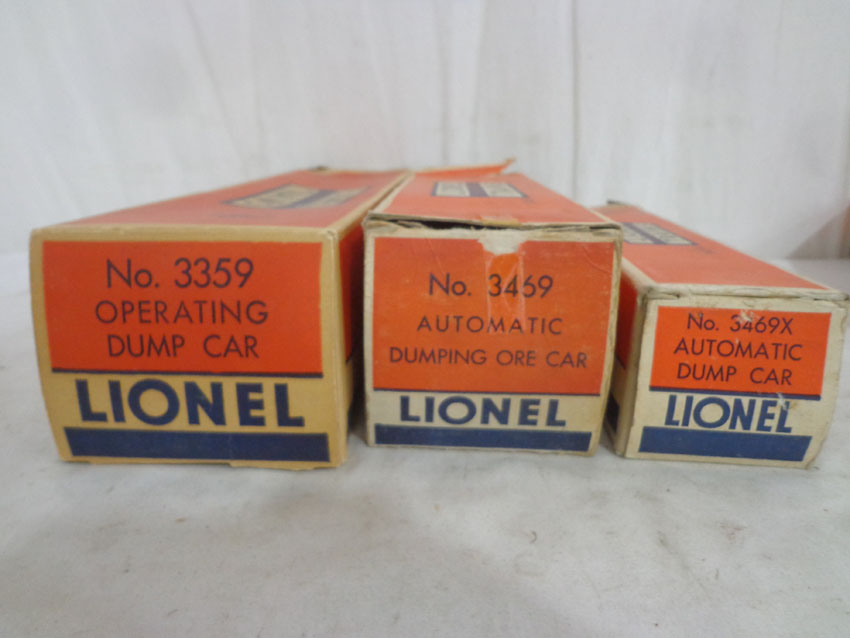 No. 3359
OPERATING
DUMP CAR
LIONEL
No. 3469
AUTOMATIC
DUMPING ORE CAR
LIONEL
No. 3469X
AUTOMATIC
DUMP CAR
LIONEL